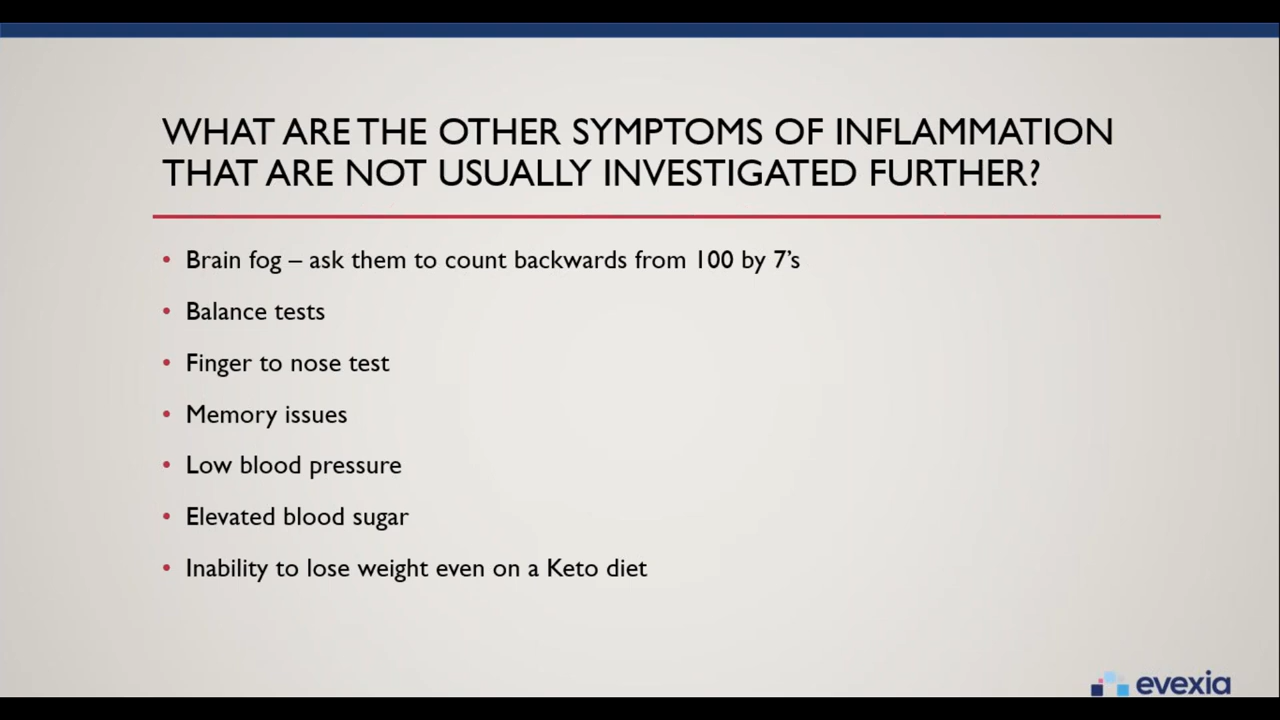 WHAT ARE THE OTHER SYMPTOMS OF INFLAMMATION
THAT ARE NOT USUALLY INVESTIGATED FURTHER?
• Brain fog – ask them to count backwards from 100 by 7’s
• Balance tests
• Finger to nose test
• Memory issues
• Low blood pressure
• Elevated blood sugar
• Inability to lose weight even on a Keto diet
evexia